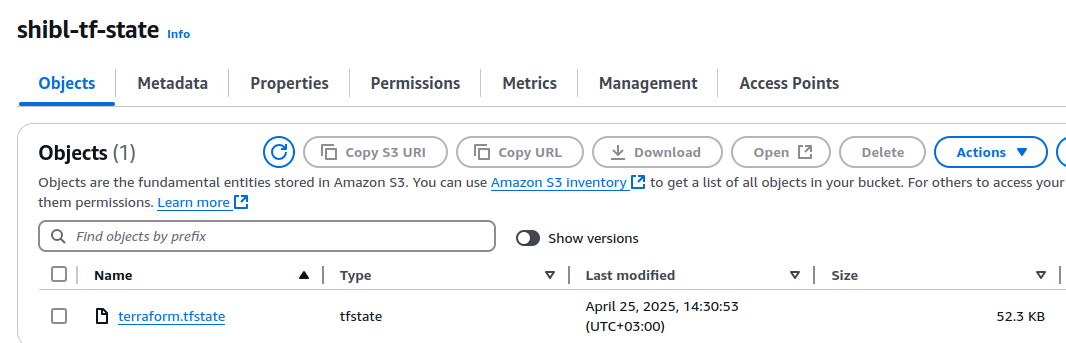 shibl-tf-state Info
Objects Metadata Properties Permissions Metrics Management Access Points
Objects (1) Copy S3 URI Copy URL Download Open Delete Actions
Objects are the fundamental entities stored in Amazon S3. You can use Amazon S3 inventory to get a list of all objects in your bucket. For others to access your
them permissions. Learn more
Find objects by prefix Show versions
Name Type Last modified Size
terraform.tfstate tfstate April 25, 2025, 14:30:53 (UTC+03:00) 52.3 KB